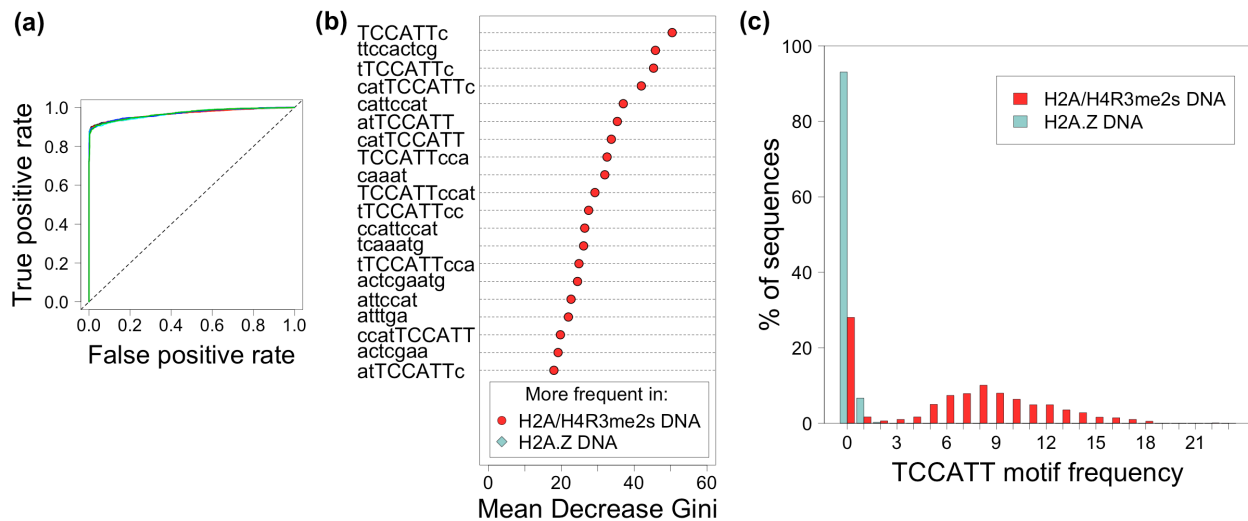 (a)
True positive rate
1.0
0.8
0.6
0.4
0.2
0.0
0.0 0.2 0.4 0.6 0.8 1.0
False positive rate
(b)
TCCATTc
ttccactcg
tTCCATTc
catTCCATTc
cattccat
atTCCATT
catTCCATT
TCCATTcca
caaat
TCCATTccat
tTCCATTcc
ccattccat
tcaaatg
tTCCATTcca
actcgaatg
attccat
atttga
ccatTCCATT
actcgaa
atTCCATTc
More frequent in:
H2A/H4R3me2s DNA
H2A.Z DNA
0 20 40 60
Mean Decrease Gini
(c)
% of sequences
100
80
60
40
20
0
H2A/H4R3me2s DNA
H2A.Z DNA
0 3 6 9 12 15 18 21
TCCATT motif frequency